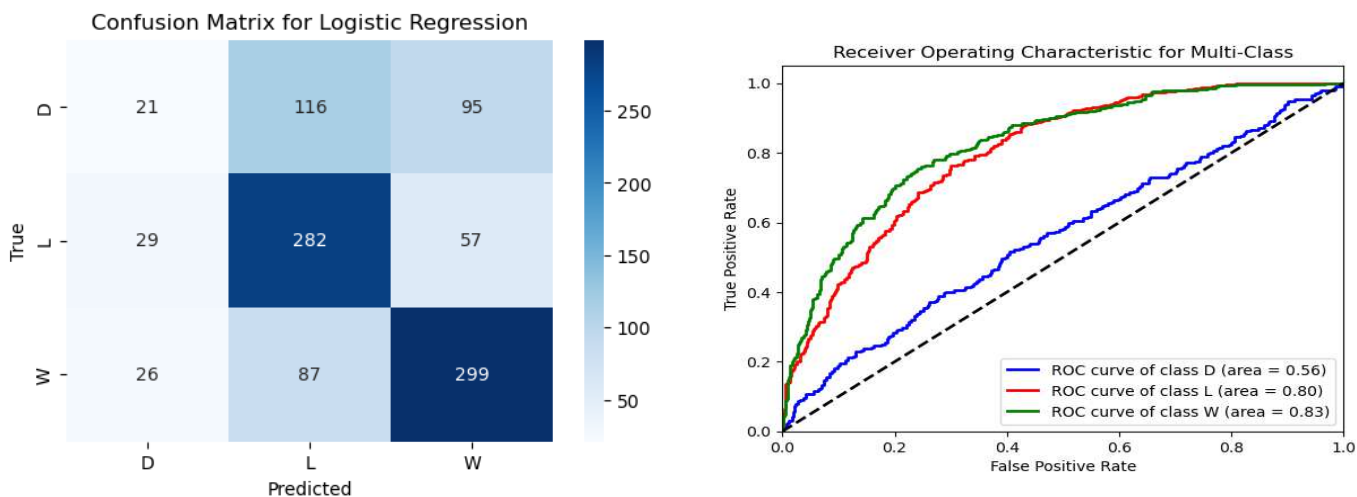 Confusion Matrix for Logistic Regression
D 21 116 95
L 29 282 57
W 26 87 299
D L W
Predicted
True
250
200
150
100
50
Receiver Operating Characteristic for Multi-Class
1.0
0.8
0.6
0.4
0.2
0.0
True Positive Rate
ROC curve of class D (area = 0.56)
ROC curve of class L (area = 0.80)
ROC curve of class W (area = 0.83)
0.0 0.2 0.4 0.6 0.8 1.0
False Positive Rate